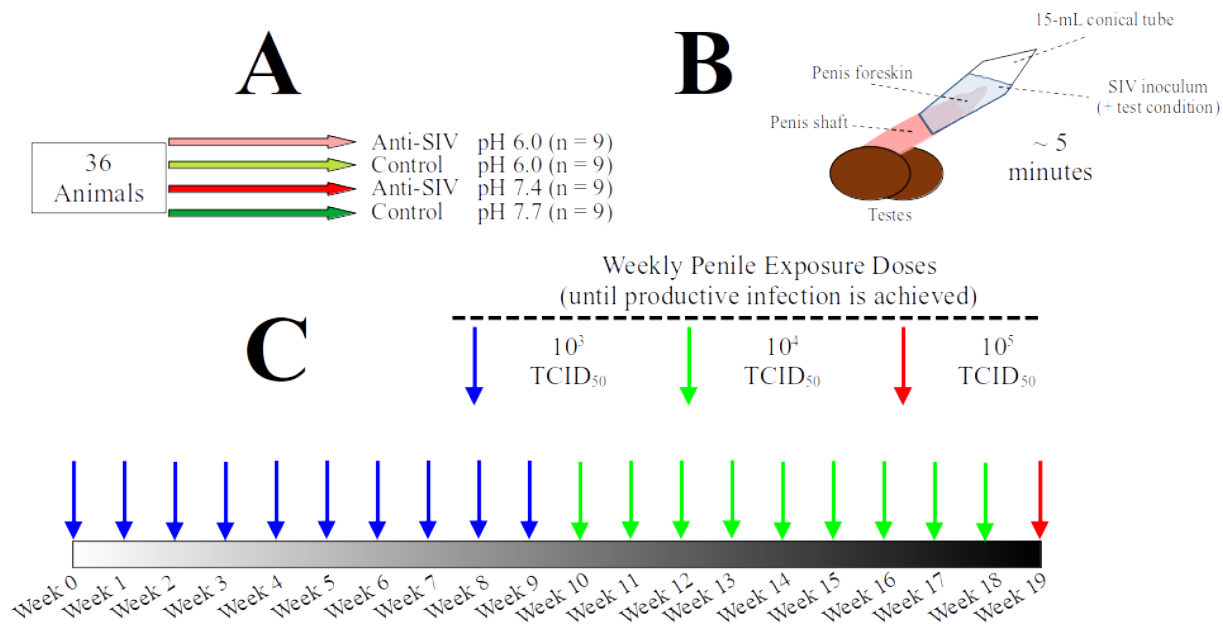 A
36
Animals
Anti-SIV pH 6.0 (n = 9)
Control pH 6.0 (n = 9)
Anti-SIV pH 7.4 (n = 9)
Control pH 7.7 (n = 9)
B
15-mL conical tube
Penis foreskin
SIV inoculum
(+ test condition)
Penis shaft
~ 5
minutes
Testes
C
Weekly Penile Exposure Doses
(until productive infection is achieved)
10³
TCID₅₀
10⁴
TCID₅₀
10⁵
TCID₅₀
Week 0
Week 1
Week 2
Week 3
Week 4
Week 5
Week 6
Week 7
Week 8
Week 9
Week 10
Week 11
Week 12
Week 13
Week 14
Week 15
Week 16
Week 17
Week 18
Week 19